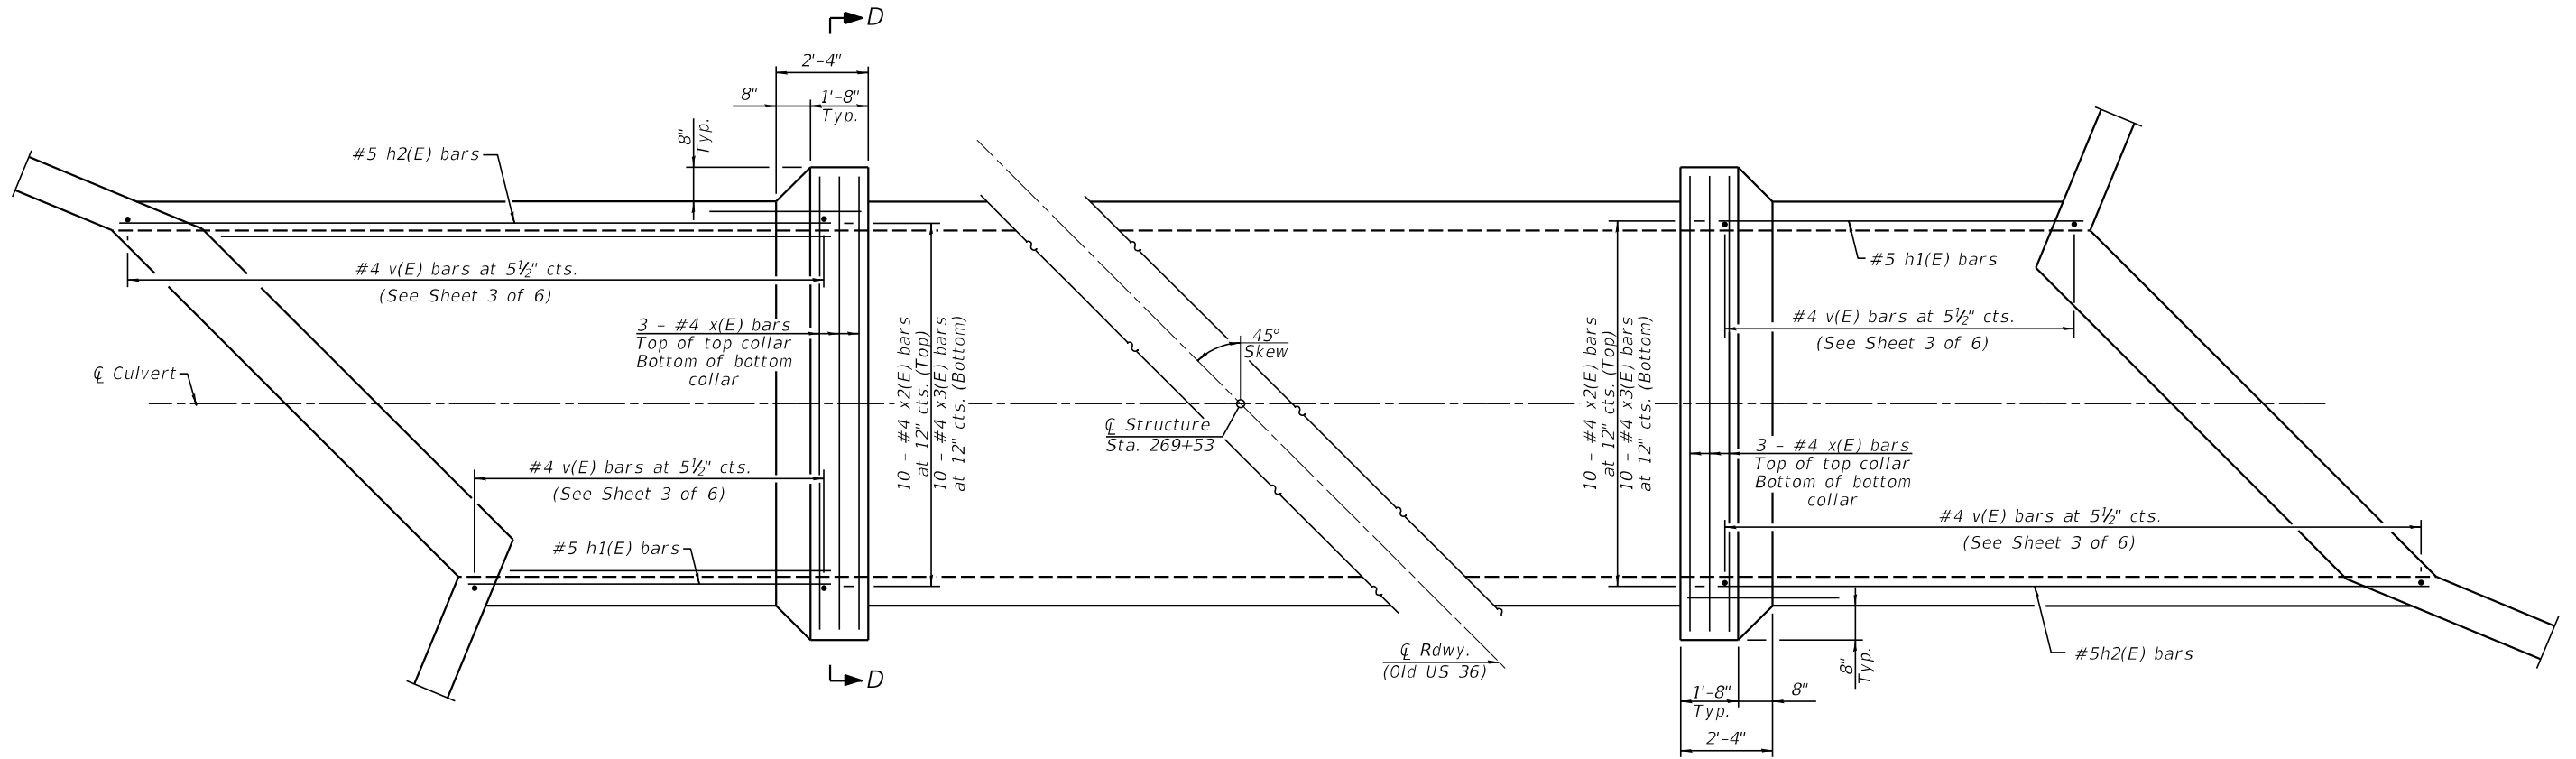 D
2'-4"
8"
1'-8"
Typ.
8"
Typ.
#5 h2(E) bars
#4 v(E) bars at 5½" cts.
(See Sheet 3 of 6)
3 - #4 x(E) bars
Top of top collar
Bottom of bottom
collar
℄ Culvert
#4 v(E) bars at 5½" cts.
(See Sheet 3 of 6)
#5 h1(E) bars
10 - #4 x2(E) bars
at 12" cts. (Top)
10 - #4 x3(E) bars
at 12" cts. (Bottom)
D
45°
Skew
℄ Structure
Sta. 269+53
℄ Rdwy.
(Old US 36)
10 - #4 x2(E) bars
at 12" cts. (Top)
10 - #4 x3(E) bars
at 12" cts. (Bottom)
#5 h1(E) bars
#4 v(E) bars at 5½" cts.
(See Sheet 3 of 6)
3 - #4 x(E) bars
Top of top collar
Bottom of bottom
collar
#4 v(E) bars at 5½" cts.
(See Sheet 3 of 6)
#5h2(E) bars
8"
Typ.
1'-8"
Typ.
8"
2'-4"